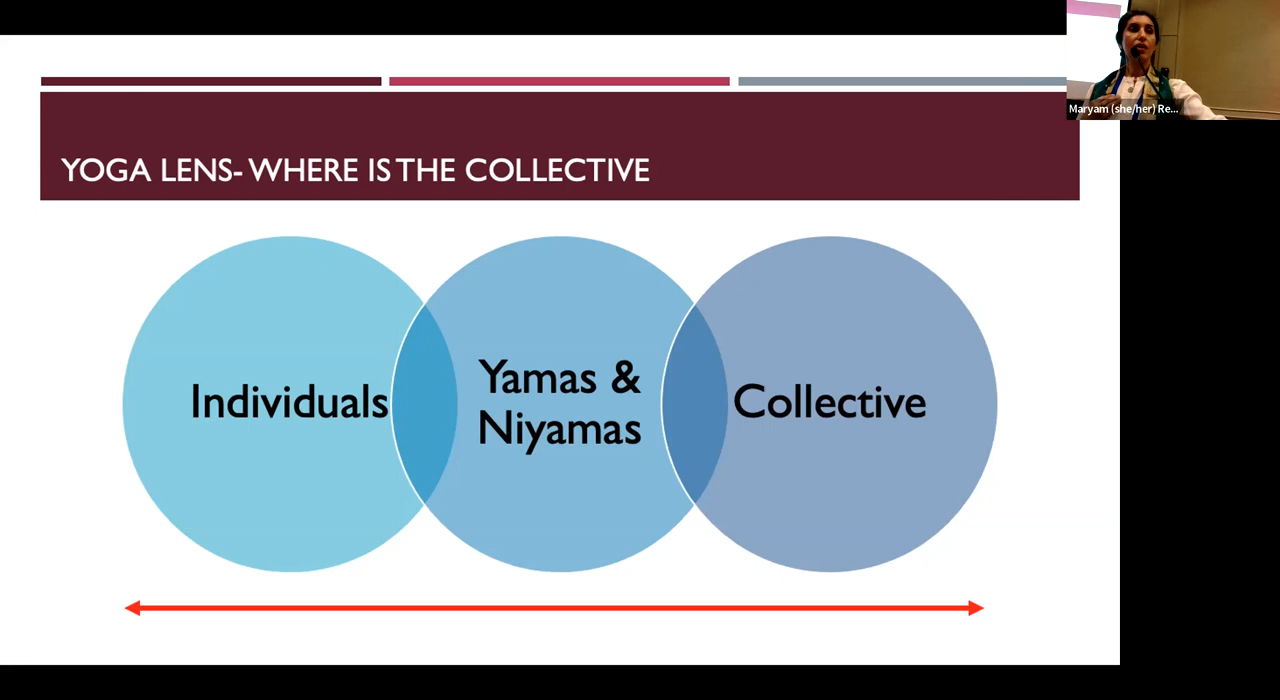 YOGA LENS- WHERE IS THE COLLECTIVE
Individuals
Yamas &
Niyamas
Collective
Maryam (she/her) Re...